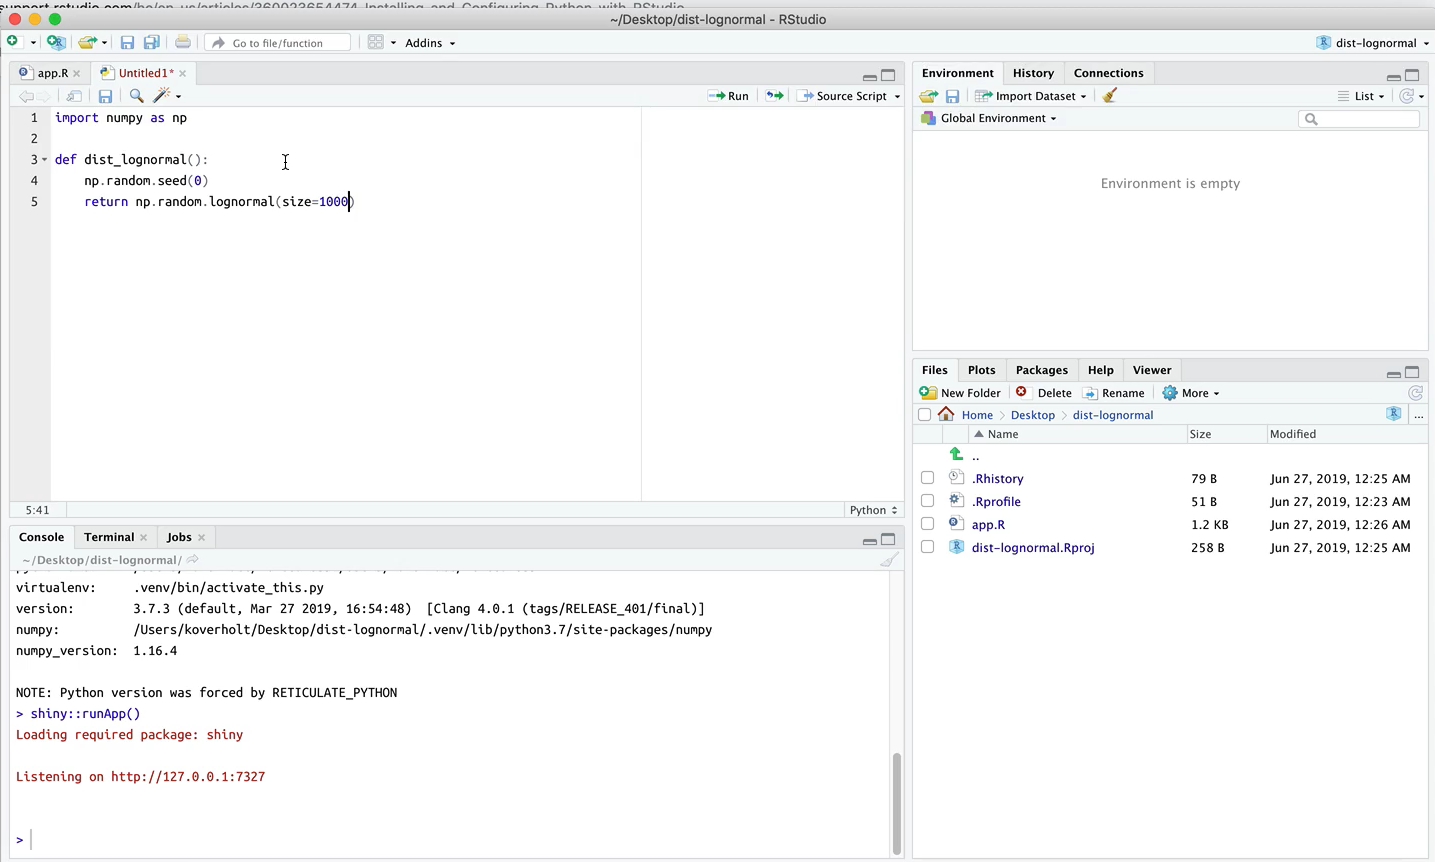 support.rstudio.com/hc/en-us/articles/360023654474-Installing-and-Configuring-Python-with-RStudio
~/Desktop/dist-lognormal - RStudio
Go to file/function
Addins
dist-lognormal
app.R
Untitled1*
Run
Source Script
1 import numpy as np
2
3 def dist_lognormal():
4 np.random.seed(0)
5 return np.random.lognormal(size=1000)
5:41
Python
Console
Terminal
Jobs
~/Desktop/dist-lognormal/
virtualenv: .venv/bin/activate_this.py
version: 3.7.3 (default, Mar 27 2019, 16:54:48) [Clang 4.0.1 (tags/RELEASE_401/final)]
numpy: /Users/koverholt/Desktop/dist-lognormal/.venv/lib/python3.7/site-packages/numpy
numpy_version: 1.16.4
NOTE: Python version was forced by RETICULATE_PYTHON
> shiny::runApp()
Loading required package: shiny
Listening on http://127.0.0.1:7327
>
Environment
History
Connections
Import Dataset
List
Global Environment
Environment is empty
Files
Plots
Packages
Help
Viewer
New Folder
Delete
Rename
More
Home
Desktop
dist-lognormal
...
Name
Size
Modified
..
.Rhistory 79 B Jun 27, 2019, 12:25 AM
.Rprofile 51 B Jun 27, 2019, 12:23 AM
app.R 1.2 KB Jun 27, 2019, 12:26 AM
dist-lognormal.Rproj 258 B Jun 27, 2019, 12:25 AM